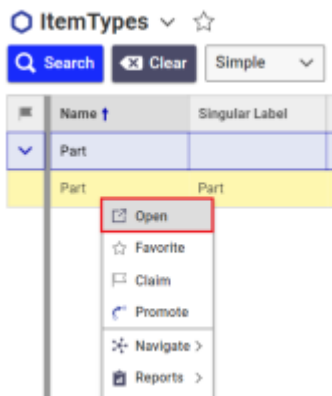 ItemTypes
Search Clear Simple
Name Singular Label
Part
Part Part
Open
Favorite
Claim
Promote
Navigate >
Reports >